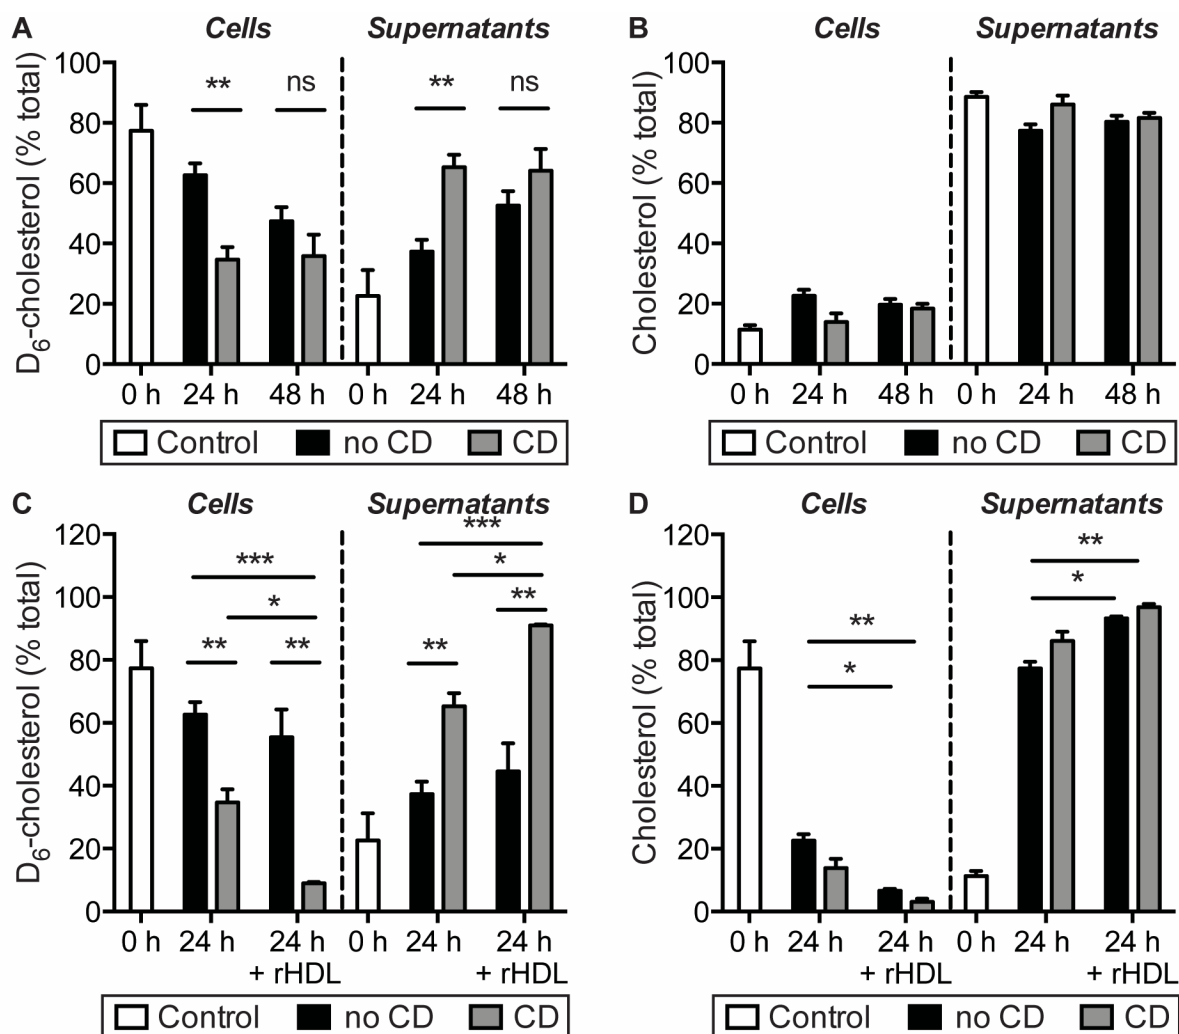 A
Cells
Supernatants
D6-cholesterol (% total)
100
80
60
40
20
0
**
ns
**
ns
0 h
24 h
48 h
0 h
24 h
48 h
Control
no CD
CD
B
Cells
Supernatants
Cholesterol (% total)
100
80
60
40
20
0
0 h
24 h
48 h
0 h
24 h
48 h
Control
no CD
CD
C
Cells
Supernatants
D6-cholesterol (% total)
120
100
80
60
40
20
0
***
*
**
**
***
*
**
**
0 h
24 h
24 h
+ rHDL
0 h
24 h
24 h
+ rHDL
Control
no CD
CD
D
Cells
Supernatants
Cholesterol (% total)
120
100
80
60
40
20
0
**
*
**
*
0 h
24 h
24 h
+ rHDL
0 h
24 h
24 h
+ rHDL
Control
no CD
CD